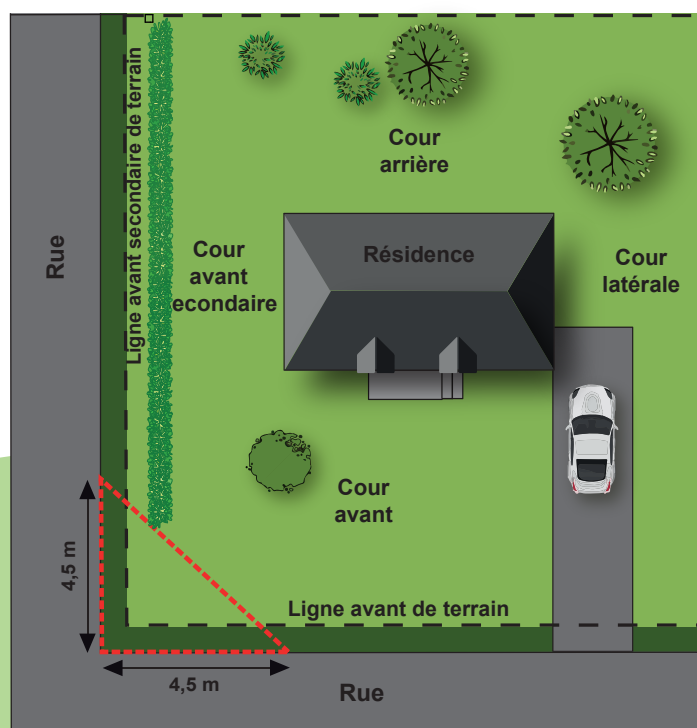 Ligne avant secondaire de terrain
Cour
arrière
Rue
Cour
avant
econdaire
Résidence
Cour
latérale
Cour
avant
4,5 m
Ligne avant de terrain
4,5 m
Rue